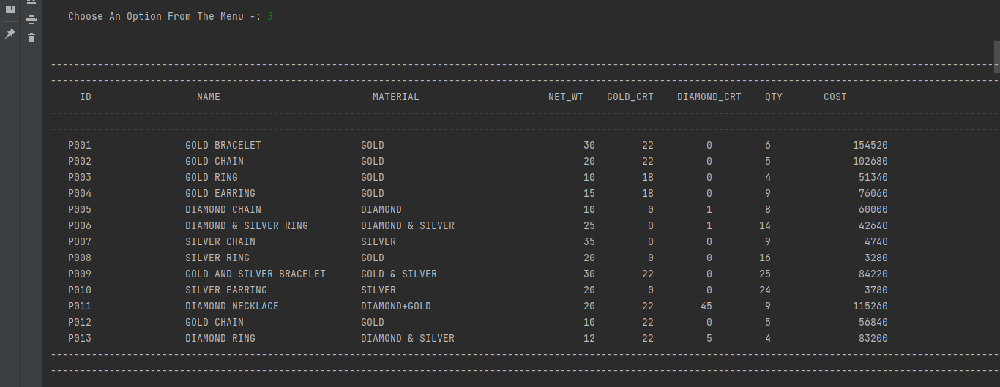 Choose An Option From The Menu -: 3
--------------------------------------------------------------------------------------------------------------------------------------------------------------------
--------------------------------------------------------------------------------------------------------------------------------------------------------------------
ID NAME MATERIAL NET_WT GOLD_CRT DIAMOND_CRT QTY COST
--------------------------------------------------------------------------------------------------------------------------------------------------------------------
--------------------------------------------------------------------------------------------------------------------------------------------------------------------
P001 GOLD BRACELET GOLD 30 22 0 6 154520
P002 GOLD CHAIN GOLD 20 22 0 5 102680
P003 GOLD RING GOLD 10 18 0 4 51340
P004 GOLD EARRING GOLD 15 18 0 9 76060
P005 DIAMOND CHAIN DIAMOND 10 0 1 8 60000
P006 DIAMOND & SILVER RING DIAMOND & SILVER 25 0 1 14 42640
P007 SILVER CHAIN SILVER 35 0 0 9 4740
P008 SILVER RING GOLD 20 0 0 16 3280
P009 GOLD AND SILVER BRACELET GOLD & SILVER 30 22 0 25 84220
P010 SILVER EARRING SILVER 20 0 0 24 3780
P011 DIAMOND NECKLACE DIAMOND+GOLD 20 22 45 9 115260
P012 GOLD CHAIN GOLD 10 22 0 5 56840
P013 DIAMOND RING DIAMOND & SILVER 12 22 5 4 83200
--------------------------------------------------------------------------------------------------------------------------------------------------------------------
--------------------------------------------------------------------------------------------------------------------------------------------------------------------